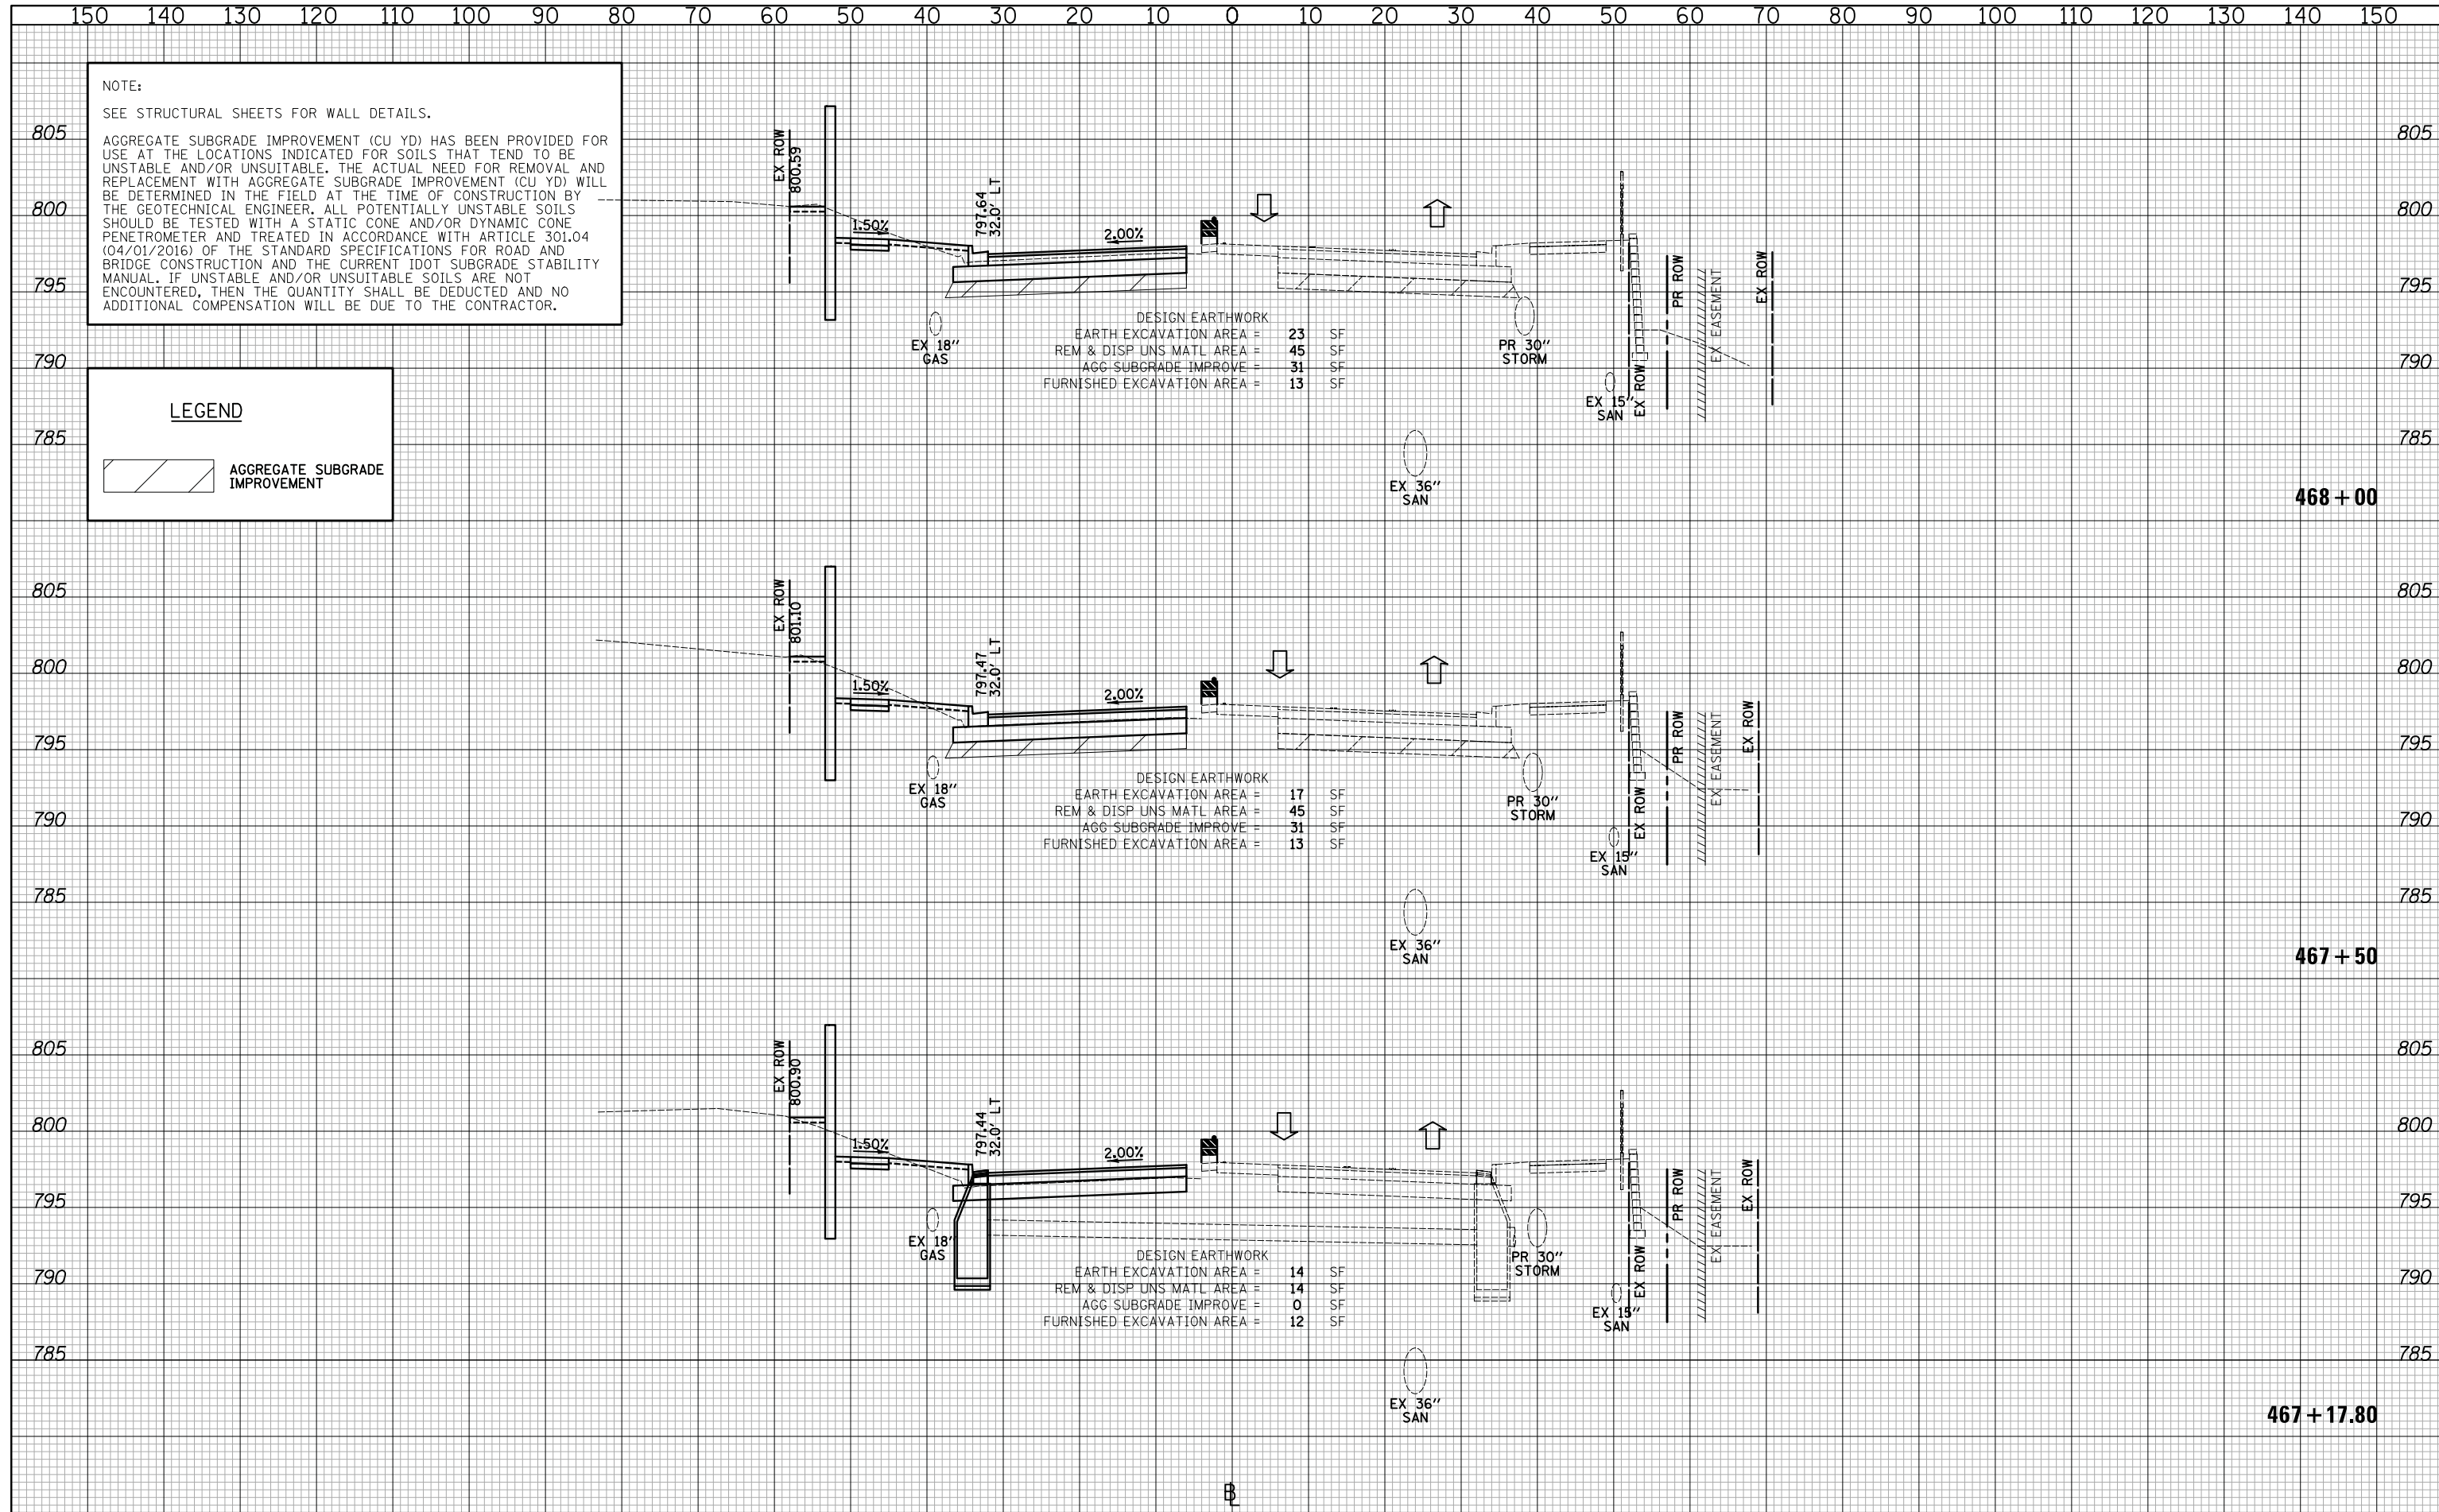 150 140 130 120 110 100 90 80 70 60 50 40 30 20 10 0 10 20 30 40 50 60 70 80 90 100 110 120 130 140 150
NOTE:
SEE STRUCTURAL SHEETS FOR WALL DETAILS.
AGGREGATE SUBGRADE IMPROVEMENT (CU YD) HAS BEEN PROVIDED FOR
USE AT THE LOCATIONS INDICATED FOR SOILS THAT TEND TO BE
UNSTABLE AND/OR UNSUITABLE. THE ACTUAL NEED FOR REMOVAL AND
REPLACEMENT WITH AGGREGATE SUBGRADE IMPROVEMENT (CU YD) WILL
BE DETERMINED IN THE FIELD AT THE TIME OF CONSTRUCTION BY
THE GEOTECHNICAL ENGINEER. ALL POTENTIALLY UNSTABLE SOILS
SHOULD BE TESTED WITH A STATIC CONE AND/OR DYNAMIC CONE
PENETROMETER AND TREATED IN ACCORDANCE WITH ARTICLE 301.04
(04/01/2016) OF THE STANDARD SPECIFICATIONS FOR ROAD AND
BRIDGE CONSTRUCTION AND THE CURRENT IDOT SUBGRADE STABILITY
MANUAL. IF UNSTABLE AND/OR UNSUITABLE SOILS ARE NOT
ENCOUNTERED, THEN THE QUANTITY SHALL BE DEDUCTED AND NO
ADDITIONAL COMPENSATION WILL BE DUE TO THE CONTRACTOR.
LEGEND
AGGREGATE SUBGRADE
IMPROVEMENT
805 805
800 800
795 795
790 790
785 785
EX ROW
800.59
1.50%
797.64
32.0' LT
2.00%
EX 18"
GAS
DESIGN EARTHWORK
EARTH EXCAVATION AREA = 23 SF
REM & DISP UNS MATL AREA = 45 SF
AGG SUBGRADE IMPROVE = 31 SF
FURNISHED EXCAVATION AREA = 13 SF
PR 30"
STORM
EX 15"
SAN
EX ROW
PR ROW
EX EASEMENT
EX ROW
EX 36"
SAN
468+00
805 805
800 800
795 795
790 790
785 785
EX ROW
801.10
1.50%
797.47
32.0' LT
2.00%
EX 18"
GAS
DESIGN EARTHWORK
EARTH EXCAVATION AREA = 17 SF
REM & DISP UNS MATL AREA = 45 SF
AGG SUBGRADE IMPROVE = 31 SF
FURNISHED EXCAVATION AREA = 13 SF
PR 30"
STORM
EX 15"
SAN
EX ROW
PR ROW
EX EASEMENT
EX ROW
EX 36"
SAN
467+50
805 805
800 800
795 795
790 790
785 785
EX ROW
800.90
1.50%
797.44
32.0' LT
2.00%
EX 18"
GAS
DESIGN EARTHWORK
EARTH EXCAVATION AREA = 14 SF
REM & DISP UNS MATL AREA = 14 SF
AGG SUBGRADE IMPROVE = 0 SF
FURNISHED EXCAVATION AREA = 12 SF
PR 30"
STORM
EX 15"
SAN
EX ROW
PR ROW
EX EASEMENT
EX ROW
EX 36"
SAN
467+17.80
BL